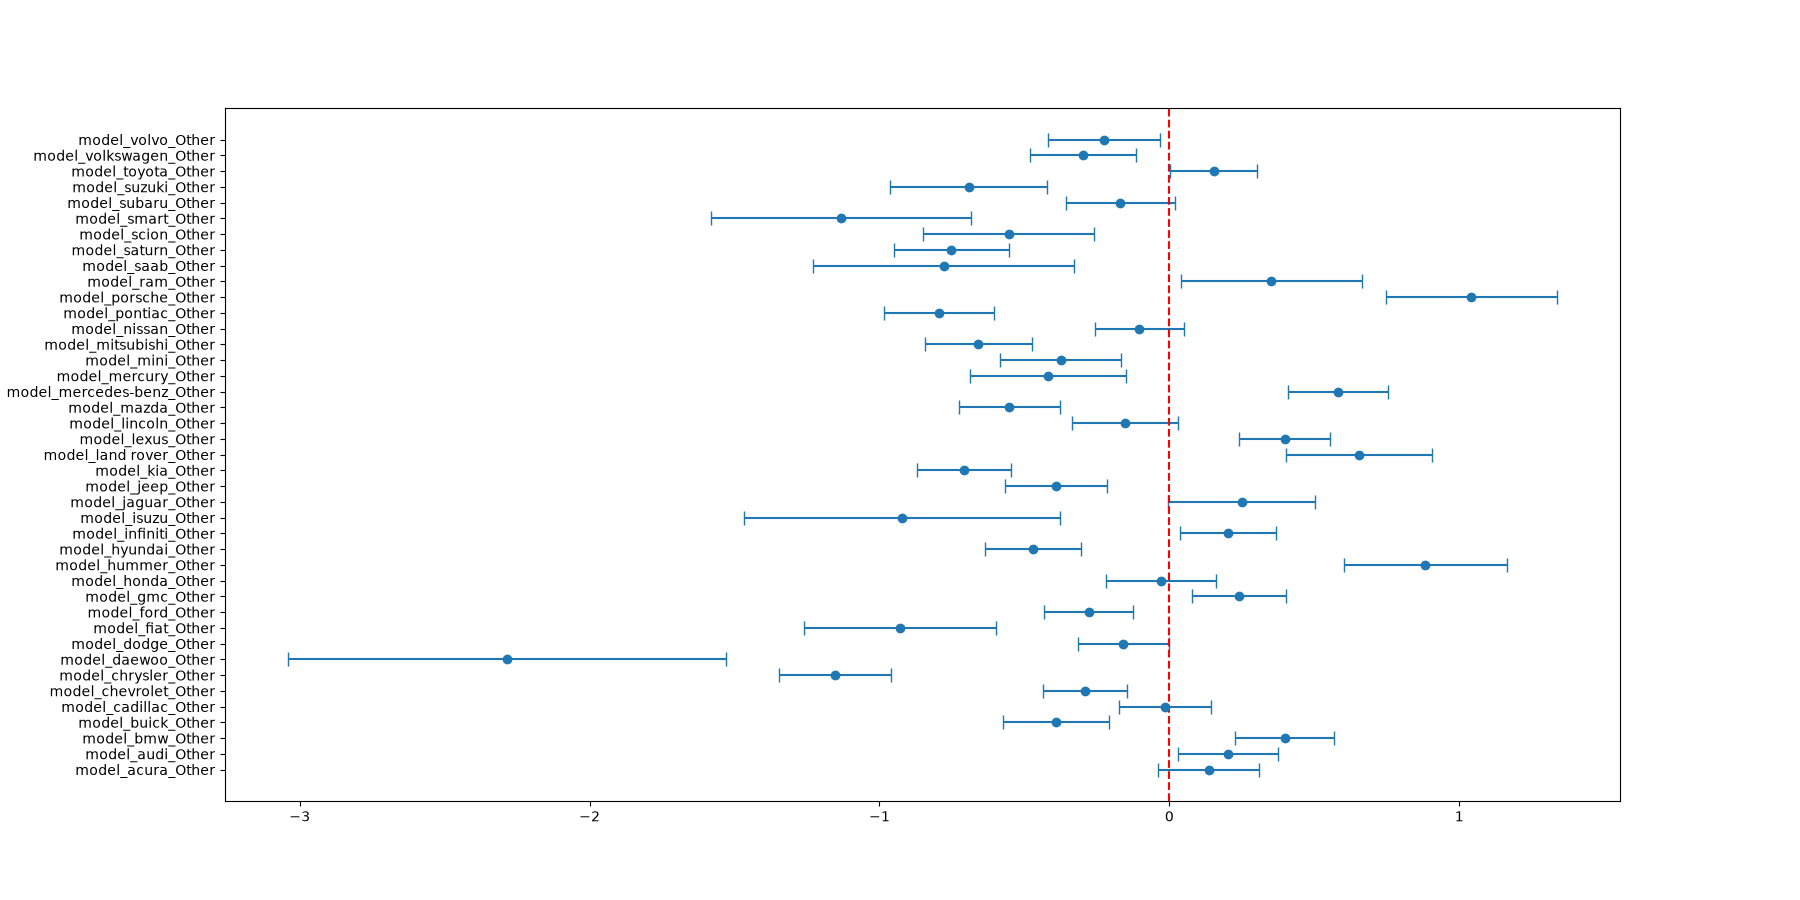 model_volvo_Other
model_volkswagen_Other
model_toyota_Other
model_suzuki_Other
model_subaru_Other
model_smart_Other
model_scion_Other
model_saturn_Other
model_saab_Other
model_ram_Other
model_porsche_Other
model_pontiac_Other
model_nissan_Other
model_mitsubishi_Other
model_mini_Other
model_mercury_Other
model_mercedes-benz_Other
model_mazda_Other
model_lincoln_Other
model_lexus_Other
model_land rover_Other
model_kia_Other
model_jeep_Other
model_jaguar_Other
model_isuzu_Other
model_infiniti_Other
model_hyundai_Other
model_hummer_Other
model_honda_Other
model_gmc_Other
model_ford_Other
model_fiat_Other
model_dodge_Other
model_daewoo_Other
model_chrysler_Other
model_chevrolet_Other
model_cadillac_Other
model_buick_Other
model_bmw_Other
model_audi_Other
model_acura_Other
−3 −2 −1 0 1